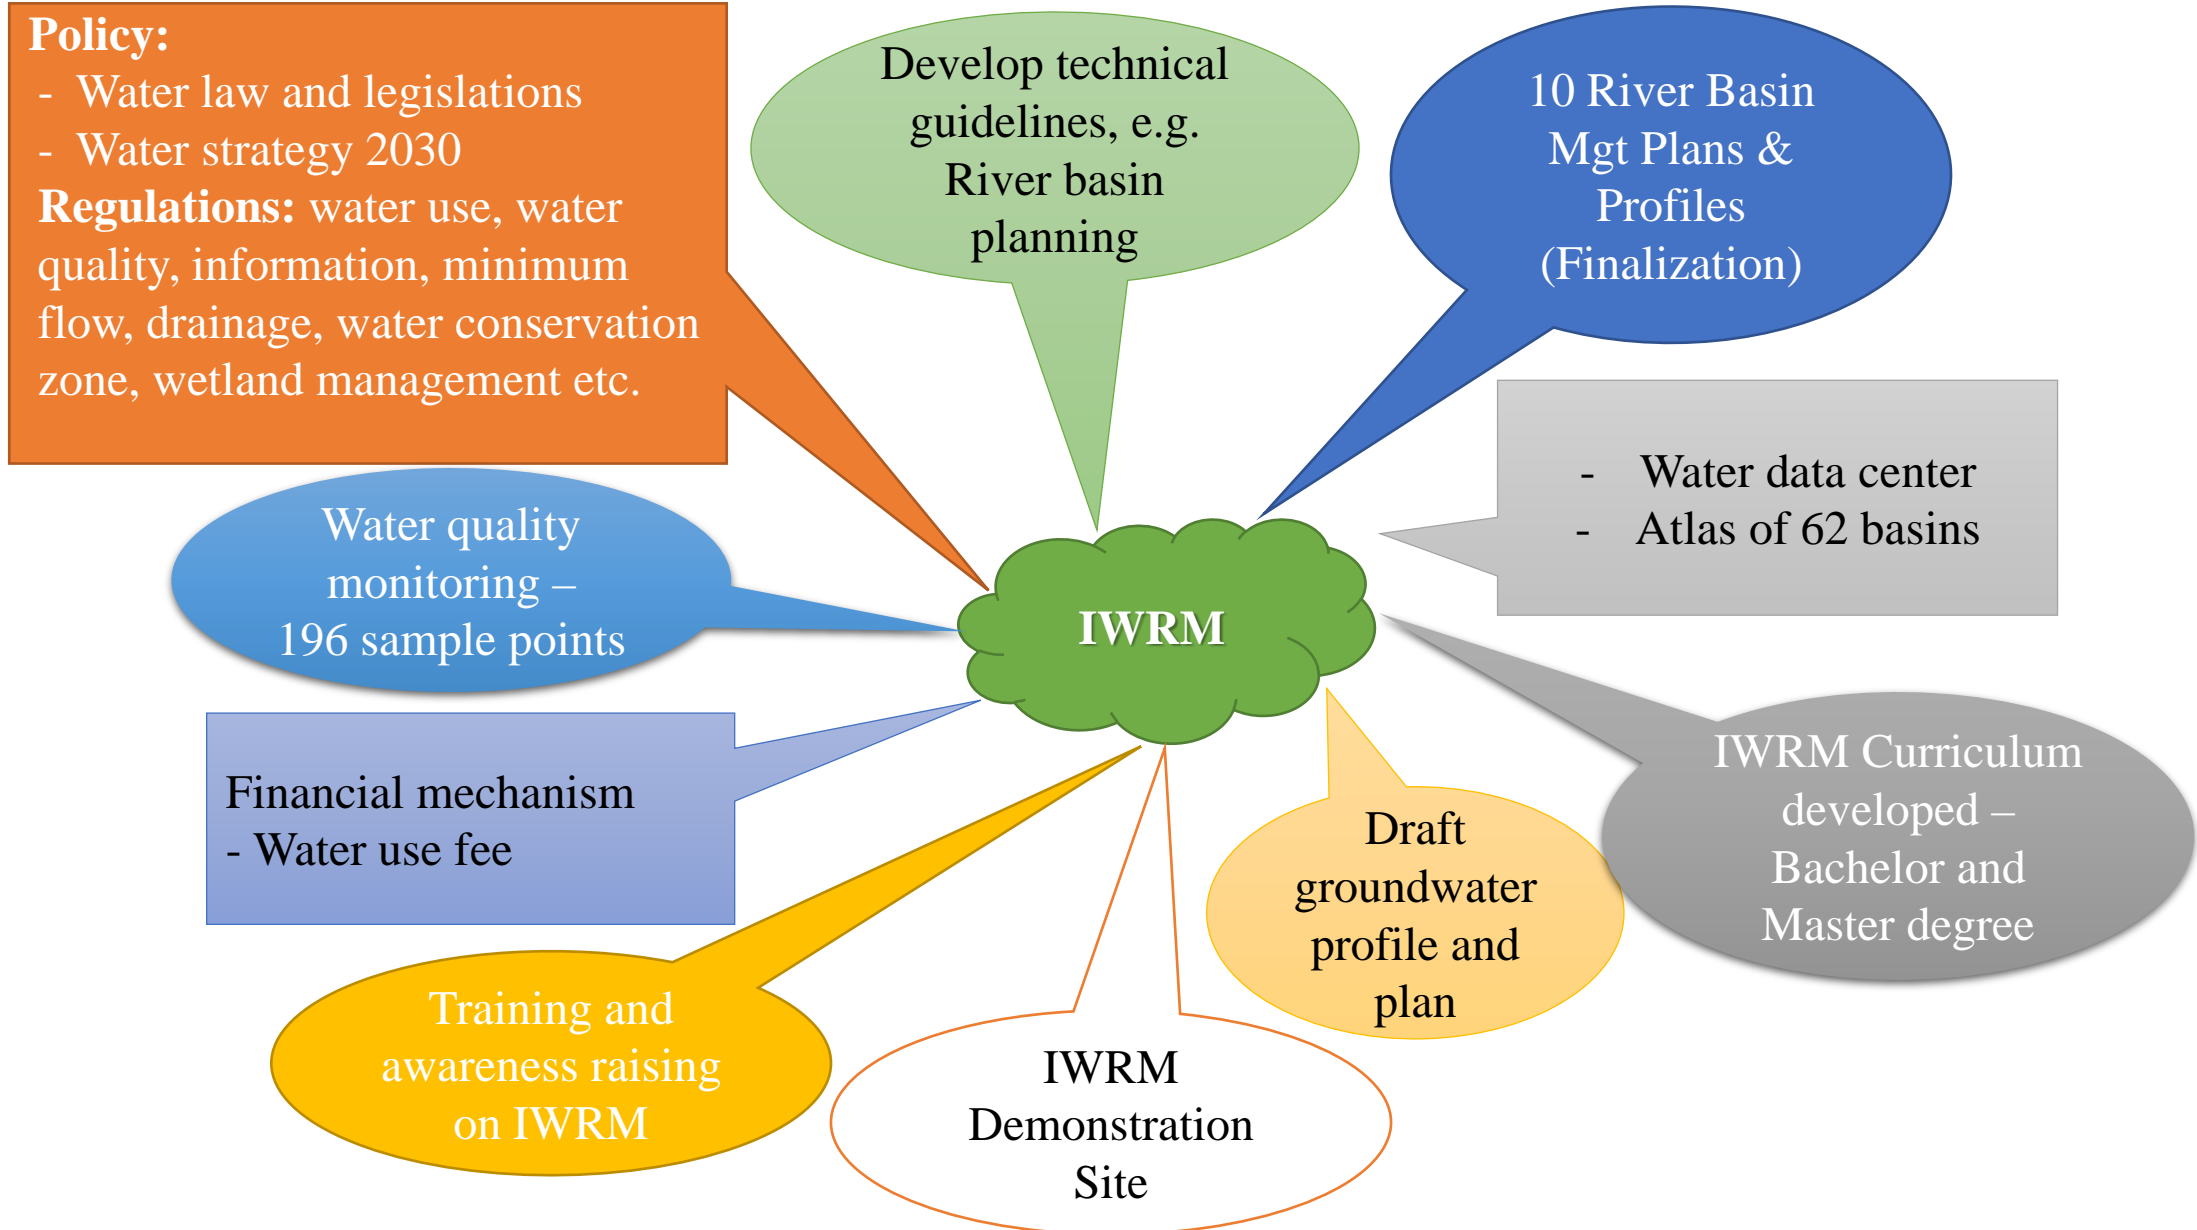 Policy:
- Water law and legislations
- Water strategy 2030
Regulations: water use, water
quality, information, minimum
flow, drainage, water conservation
zone, wetland management etc.
Develop technical
guidelines, e.g.
River basin
planning
10 River Basin
Mgt Plans &
Profiles
(Finalization)
- Water data center
- Atlas of 62 basins
Water quality
monitoring –
196 sample points
IWRM
Financial mechanism
- Water use fee
IWRM Curriculum
developed –
Bachelor and
Master degree
Draft
groundwater
profile and
plan
Training and
awareness raising
on IWRM
IWRM
Demonstration
Site